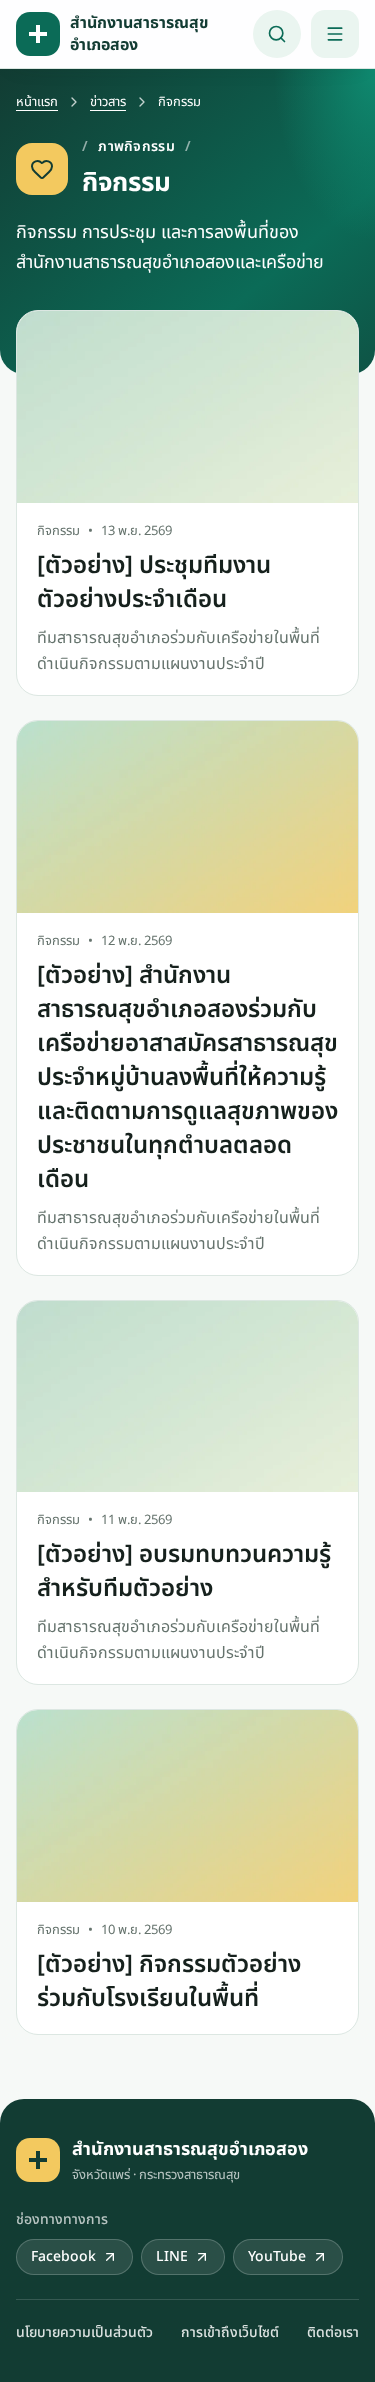 สำนักงานสาธารณสุข
อำเภอสอง
หน้าแรก > ข่าวสาร > กิจกรรม
/ ภาพกิจกรรม /
กิจกรรม
กิจกรรม การประชุม และการลงพื้นที่ของ
สำนักงานสาธารณสุขอำเภอสองและเครือข่าย
กิจกรรม • 13 พ.ย. 2569
[ตัวอย่าง] ประชุมทีมงาน
ตัวอย่างประจำเดือน
ทีมสาธารณสุขอำเภอร่วมกับเครือข่ายในพื้นที่
ดำเนินกิจกรรมตามแผนงานประจำปี
กิจกรรม • 12 พ.ย. 2569
[ตัวอย่าง] สำนักงาน
สาธารณสุขอำเภอสองร่วมกับ
เครือข่ายอาสาสมัครสาธารณสุข
ประจำหมู่บ้านลงพื้นที่ให้ความรู้
และติดตามการดูแลสุขภาพของ
ประชาชนในทุกตำบลตลอด
เดือน
ทีมสาธารณสุขอำเภอร่วมกับเครือข่ายในพื้นที่
ดำเนินกิจกรรมตามแผนงานประจำปี
กิจกรรม • 11 พ.ย. 2569
[ตัวอย่าง] อบรมทบทวนความรู้
สำหรับทีมตัวอย่าง
ทีมสาธารณสุขอำเภอร่วมกับเครือข่ายในพื้นที่
ดำเนินกิจกรรมตามแผนงานประจำปี
กิจกรรม • 10 พ.ย. 2569
[ตัวอย่าง] กิจกรรมตัวอย่าง
ร่วมกับโรงเรียนในพื้นที่
สำนักงานสาธารณสุขอำเภอสอง
จังหวัดแพร่ · กระทรวงสาธารณสุข
ช่องทางทางการ
Facebook LINE YouTube
นโยบายความเป็นส่วนตัว การเข้าถึงเว็บไซต์ ติดต่อเรา